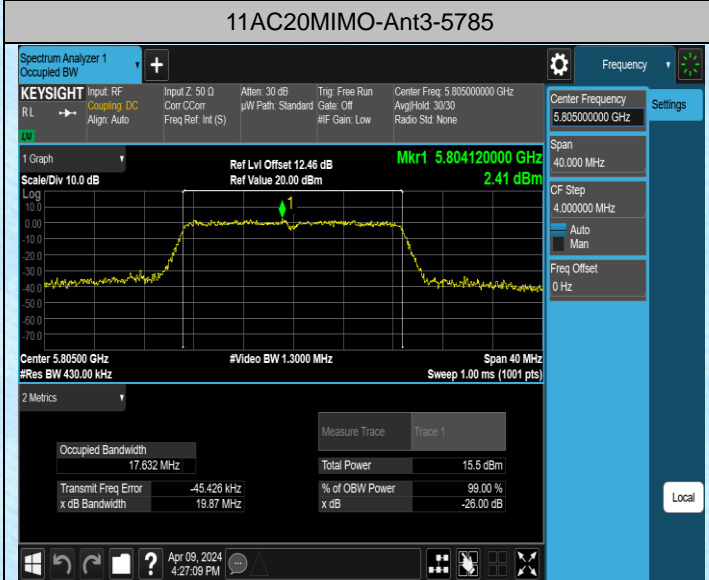 11AC20MIMO-Ant3-5785
Spectrum Analyzer 1
Occupied BW
Frequency
KEYSIGHT
RL
LXI
Input: RF
Coupling: DC
Align: Auto
Input Z: 50 Ω
Corr CCorr
Freq Ref: Int (S)
Atten: 30 dB
µW Path: Standard
Trig: Free Run
Gate: Off
#IF Gain: Low
Center Freq: 5.805000000 GHz
Avg|Hold: 30/30
Radio Std: None
Center Frequency
5.805000000 GHz
Settings
Span
40.000 MHz
CF Step
4.000000 MHz
Auto
Man
Freq Offset
0 Hz
1 Graph
Scale/Div 10.0 dB
Ref Lvl Offset 12.46 dB
Ref Value 20.00 dBm
Mkr1 5.804120000 GHz
2.41 dBm
Log
10.0
0.00
-10.0
-20.0
-30.0
-40.0
-50.0
-60.0
-70.0
1
Center 5.80500 GHz
#Video BW 1.3000 MHz
Span 40 MHz
#Res BW 430.00 kHz
Sweep 1.00 ms (1001 pts)
2 Metrics
Measure Trace
Trace 1
Occupied Bandwidth
17.632 MHz
Total Power
15.5 dBm
Transmit Freq Error
-45.426 kHz
% of OBW Power
99.00 %
x dB Bandwidth
19.87 MHz
x dB
-26.00 dB
Local
Apr 09, 2024
4:27:09 PM